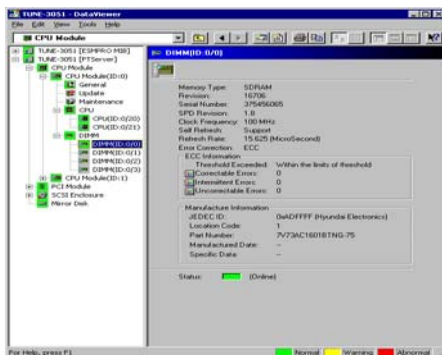 TUNE-3051 - DataViewer
File Edit View Tools Help
CPU Module
TUNE-3051 [ESMPRO MIB]
TUNE-3051 [FTServer]
CPU Module
CPU Module(ID:0)
General
Update
Maintenance
CPU
CPU(ID:0/20)
CPU(ID:0/21)
DIMM
DIMM(ID:0/0)
DIMM(ID:0/1)
DIMM(ID:0/2)
DIMM(ID:0/3)
CPU Module(ID:1)
PCI Module
SCSI Enclosure
Mirror Disk
DIMM(ID:0/0)
Memory Type: SDRAM
Revision: 16706
Serial Number: 375456065
SPD Revision: 1.8
Clock Frequency: 100 MHz
Self Refresh: Support
Refresh Rate: 15.625 (MicroSecond)
Error Correction: ECC
ECC Information
Threshold Exceeded: Within the limits of threshold
Correctable Errors: 0
Intermittent Errors: 0
Uncorrectable Errors: 0
Manufacture Information
JEDEC ID: 0xADFFFF (Hyundai Electronics)
Location Code: 1
Part Number: 7V73AC1601BTNG-75
Manufactured Date: --
Specific Data: --
Status: (Online)
For Help, press F1
Normal Warning Abnormal